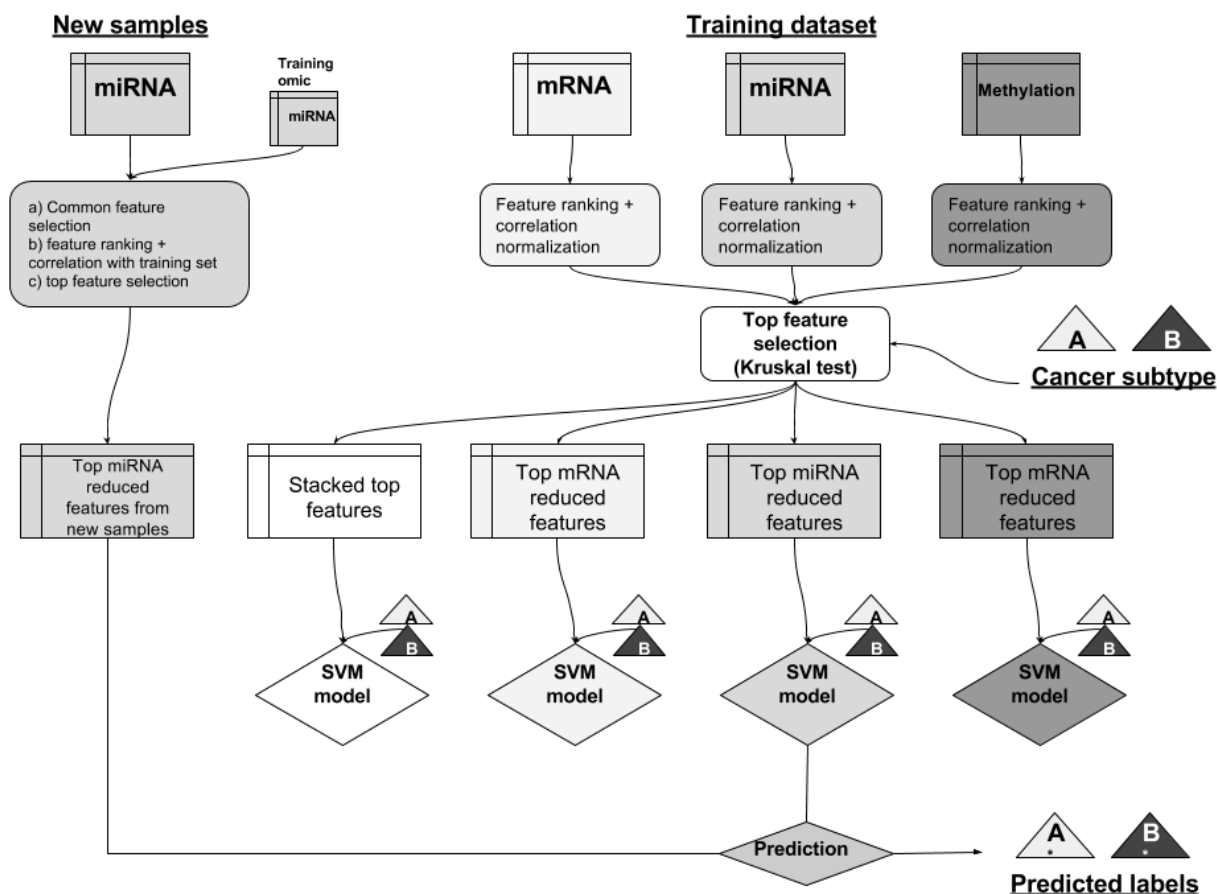 New samples
Training dataset
miRNA
Training
omic
miRNA
mRNA
miRNA
Methylation
a) Common feature
selection
b) feature ranking +
correlation with training set
c) top feature selection
Feature ranking +
correlation
normalization
Feature ranking +
correlation
normalization
Feature ranking +
correlation
normalization
Top feature
selection
(Kruskal test)
A
B
Cancer subtype
Top miRNA
reduced
features from
new samples
Stacked top
features
Top mRNA
reduced
features
Top miRNA
reduced
features
Top mRNA
reduced
features
A
B
A
B
A
B
A
B
SVM
model
SVM
model
SVM
model
SVM
model
Prediction
A
*
B
*
Predicted labels